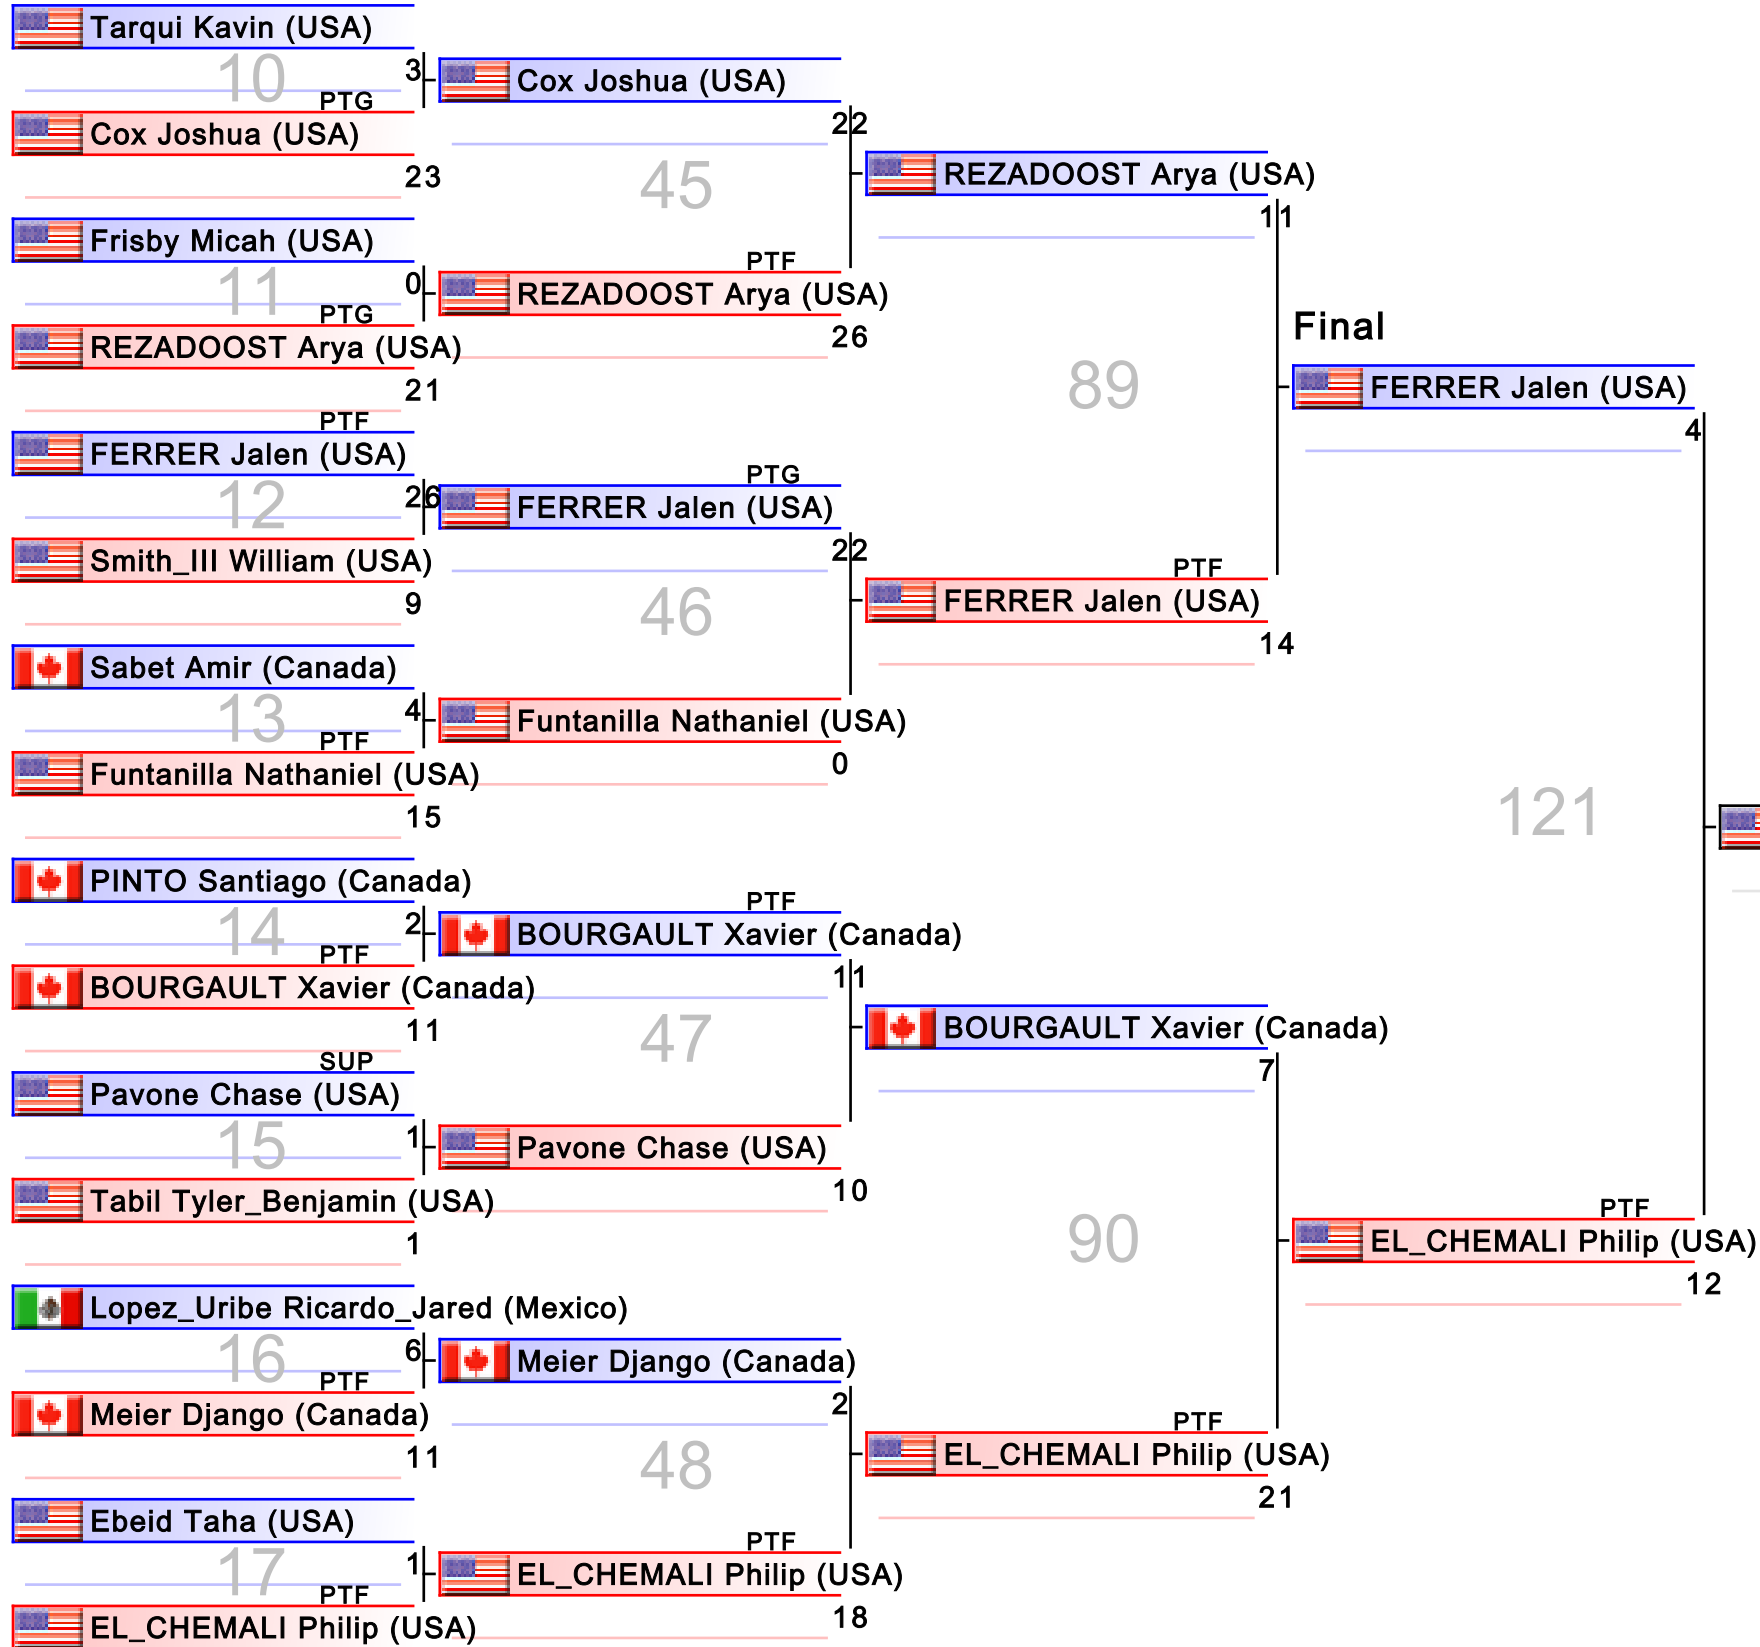 Tarqui Kavin (USA)
10
3
PTG
Cox Joshua (USA)
23
Frisby Micah (USA)
11
0
PTG
REZADOOST Arya (USA)
21
PTF
FERRER Jalen (USA)
12
26
Smith_III William (USA)
9
Sabet Amir (Canada)
13
4
PTF
Funtanilla Nathaniel (USA)
15
PINTO Santiago (Canada)
14
2
PTF
BOURGAULT Xavier (Canada)
11
SUP
Pavone Chase (USA)
15
1
Tabil Tyler_Benjamin (USA)
1
Lopez_Uribe Ricardo_Jared (Mexico)
16
6
PTF
Meier Django (Canada)
11
Ebeid Taha (USA)
17
1
PTF
EL_CHEMALI Philip (USA)
Cox Joshua (USA)
22
45
PTF
REZADOOST Arya (USA)
26
PTG
FERRER Jalen (USA)
22
46
Funtanilla Nathaniel (USA)
0
PTF
BOURGAULT Xavier (Canada)
11
47
Pavone Chase (USA)
10
Meier Django (Canada)
2
48
PTF
EL_CHEMALI Philip (USA)
18
REZADOOST Arya (USA)
11
89
PTF
FERRER Jalen (USA)
14
BOURGAULT Xavier (Canada)
7
90
PTF
EL_CHEMALI Philip (USA)
21
Final
FERRER Jalen (USA)
4
121
PTF
EL_CHEMALI Philip (USA)
12